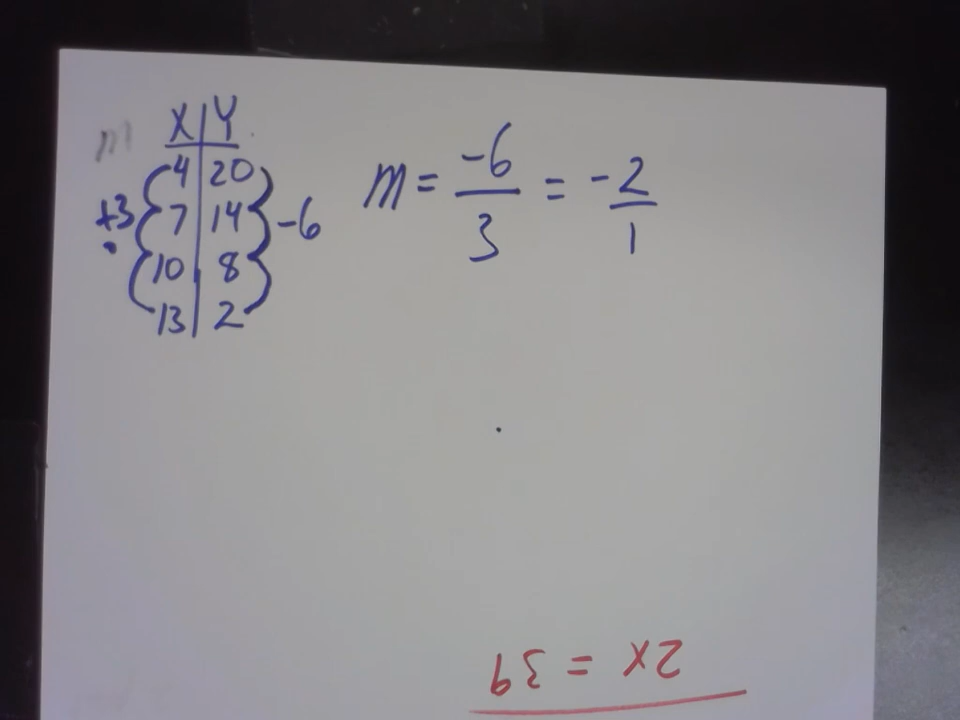 m
X Y
4 20
+3 7 14 -6
10 8
13 2
m = -6/3 = -2/1
2x = 39